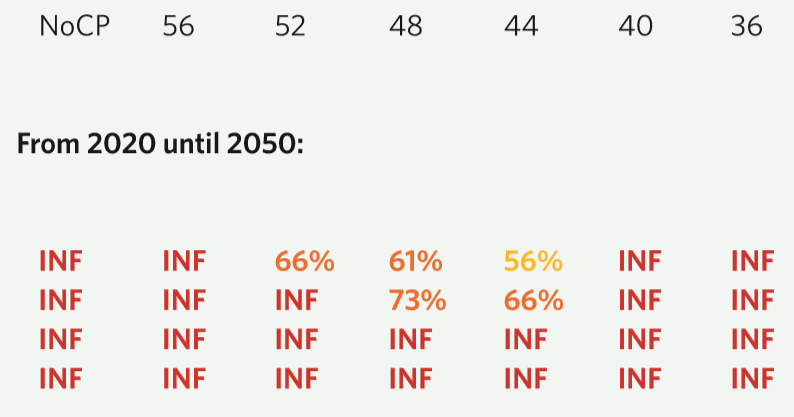 NoCP 56 52 48 44 40 36
From 2020 until 2050:
INF INF 66% 61% 56% INF INF
INF INF INF 73% 66% INF INF
INF INF INF INF INF INF INF
INF INF INF INF INF INF INF